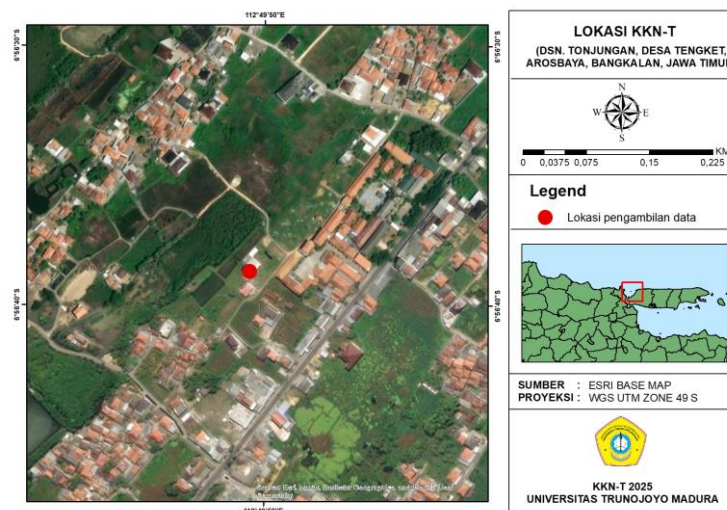 112°49'50"E
6°56'30"S
6°56'30"S
6°56'40"S
6°56'40"S
LOKASI KKN-T
(DSN. TONJUNGAN, DESA TENGKET,
AROSBAYA, BANGKALAN, JAWA TIMUR
N
W E
S
KM
0 0,0375 0,075 0,15 0,225
Legend
Lokasi pengambilan data
SUMBER : ESRI BASE MAP
PROYEKSI : WGS UTM ZONE 49 S
KKN-T 2025
UNIVERSITAS TRUNOJOYO MADURA